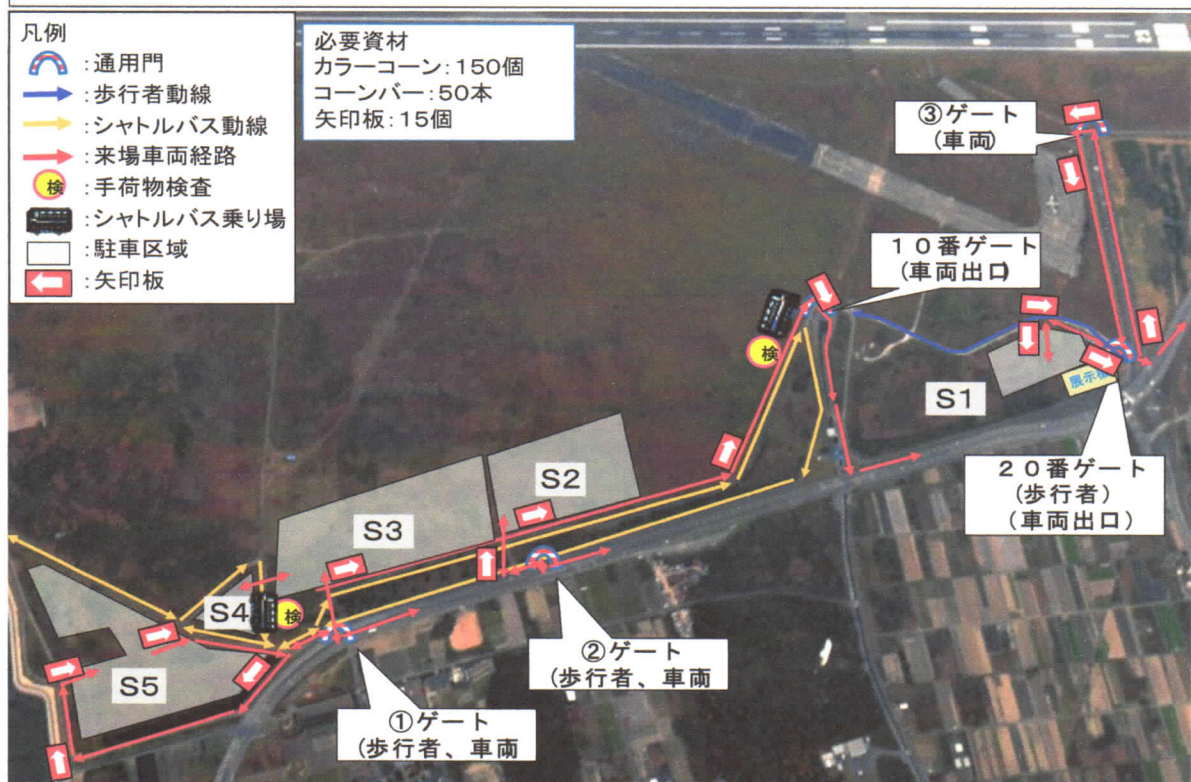 凡例
:通用門
:歩行者動線
:シャトルバス動線
:来場車両経路
検 :手荷物検査
:シャトルバス乗り場
:駐車区域
:矢印板
必要資材
カラーコーン:150個
コーンバー:50本
矢印板:15個
③ゲート
(車両)
10番ゲート
(車両出口)
検
S1
展示
20番ゲート
(歩行者)
(車両出口)
S2
S3
S4
検
S5
②ゲート
(歩行者、車両
①ゲート
(歩行者、車両